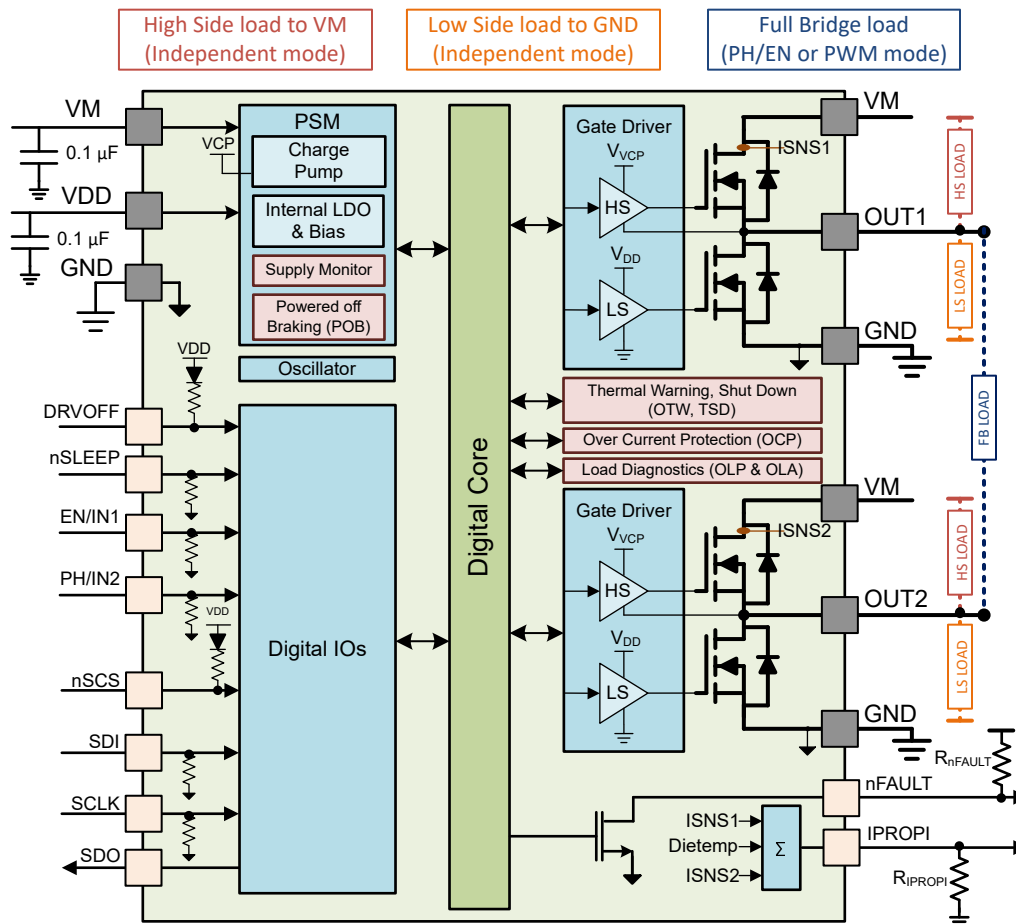 High Side load to VM
(Independent mode)
Low Side load to GND
(Independent mode)
Full Bridge load
(PH/EN or PWM mode)
VM
0.1 µF
VDD
0.1 µF
GND
PSM
VCP
Charge
Pump
Internal LDO
& Bias
Supply Monitor
Powered off
Braking (POB)
Oscillator
VDD
DRVOFF
nSLEEP
EN/IN1
PH/IN2
VDD
nSCS
SDI
SCLK
SDO
Digital IOs
Digital Core
Gate Driver
VVCP
HS
VDD
LS
ISNS1
VM
OUT1
GND
HS LOAD
LS LOAD
FB LOAD
Thermal Warning, Shut Down
(OTW, TSD)
Over Current Protection (OCP)
Load Diagnostics (OLP & OLA)
Gate Driver
VVCP
HS
VDD
LS
ISNS2
VM
OUT2
GND
HS LOAD
LS LOAD
RnFAULT
nFAULT
ISNS1
Dietemp
ISNS2
Σ
IPROPI
RIPROPI